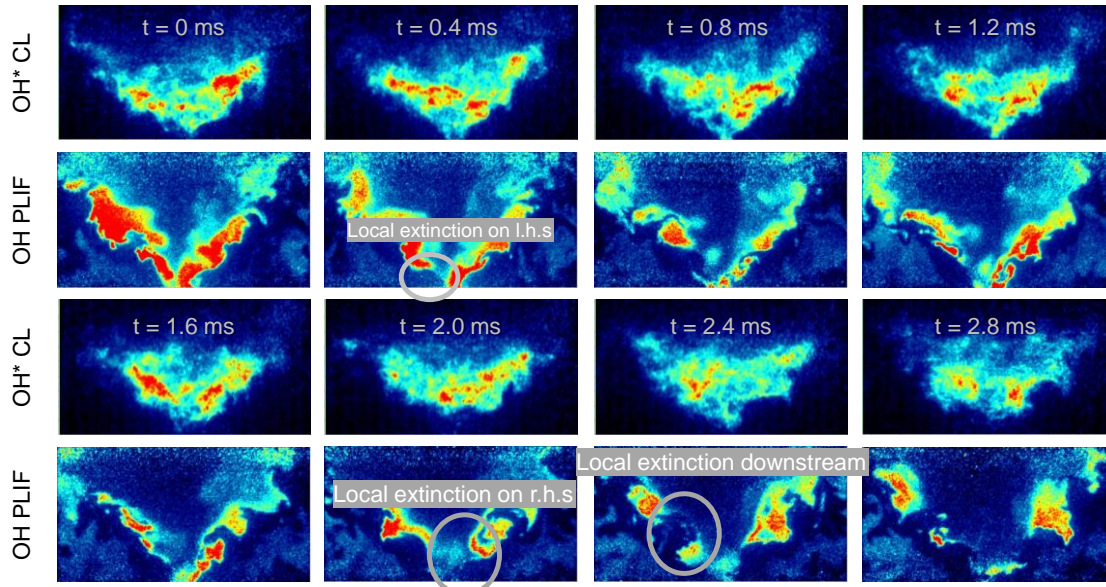 OH* CL
t = 0 ms
t = 0.4 ms
t = 0.8 ms
t = 1.2 ms
OH PLIF
Local extinction on l.h.s
OH* CL
t = 1.6 ms
t = 2.0 ms
t = 2.4 ms
t = 2.8 ms
OH PLIF
Local extinction on r.h.s
Local extinction downstream